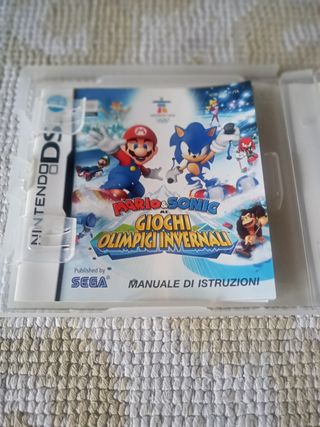 NINTENDO DS
MARIO & SONIC
AI
GIOCHI
OLIMPICI INVERNALI
Published by
SEGA
MANUALE DI ISTRUZIONI